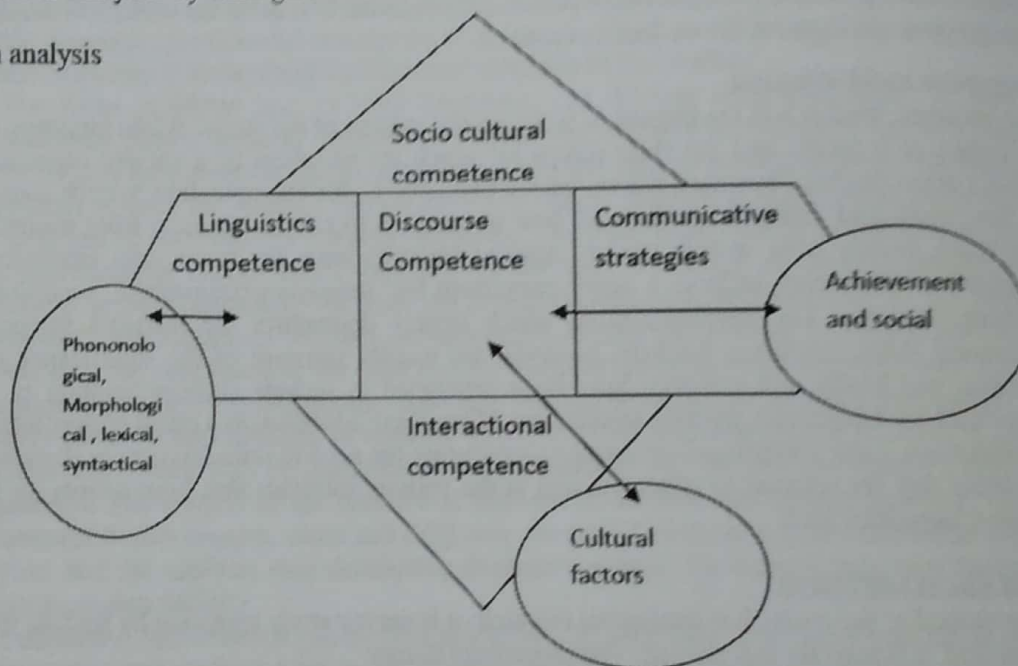 analysis
Socio cultural
competence
Linguistics
competence
Discourse
Competence
Communicative
strategies
Achievement
and social
Phononolo
gical,
Morphologi
cal , lexical,
syntactical
Interactional
competence
Cultural
factors